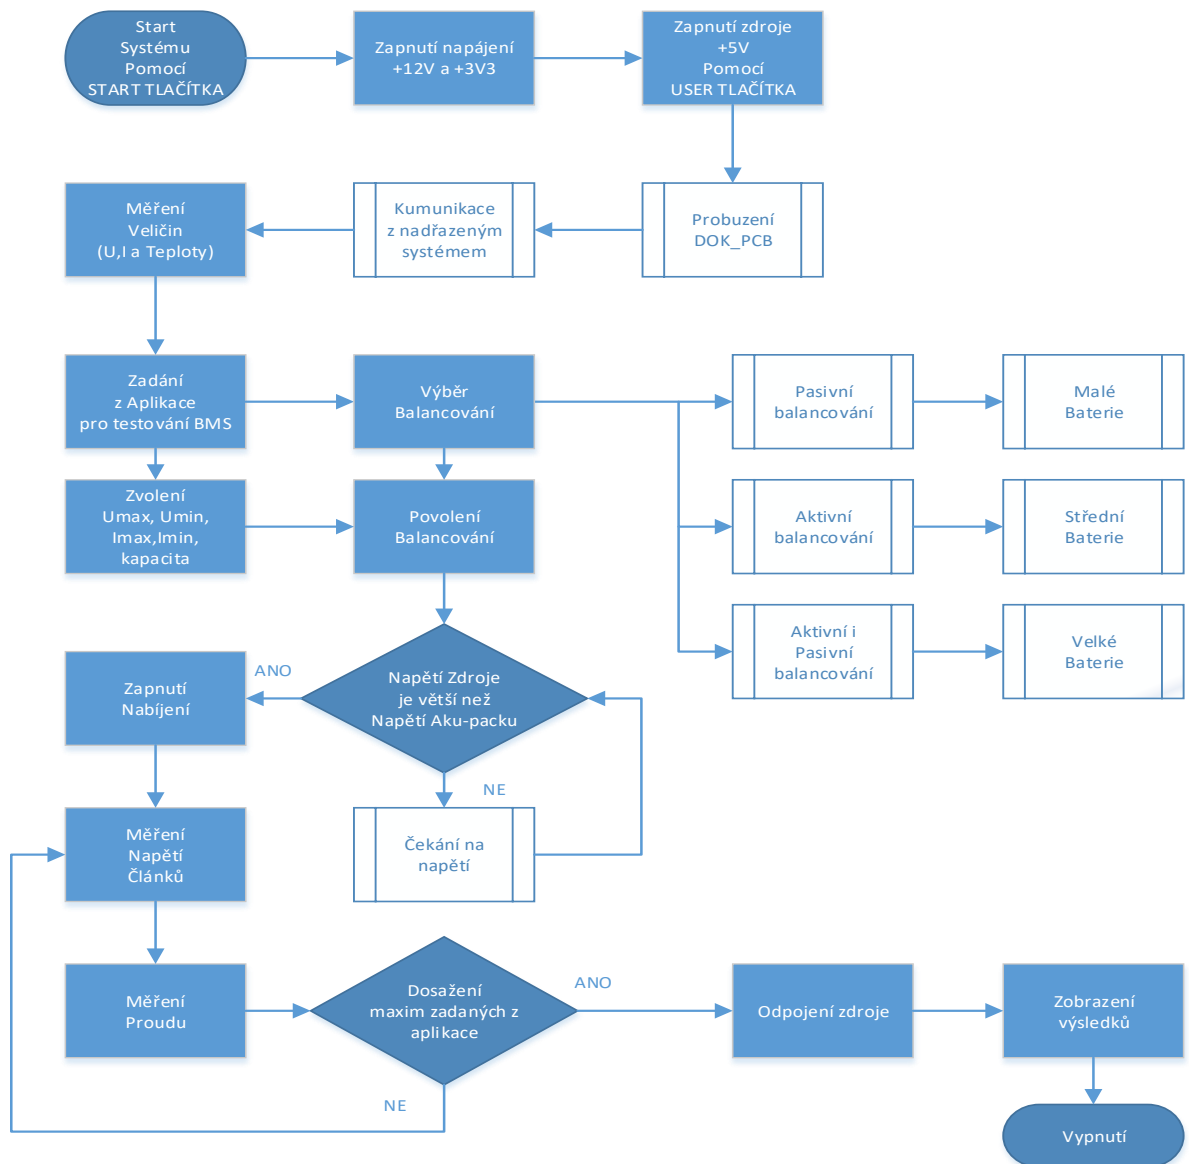 Start
Systému
Pomocí
START TLAČÍTKA
Zapnutí napájení
+12V a +3V3
Zapnutí zdroje
+5V
Pomocí
USER TLAČÍTKA
Měření
Veličin
(U,I a Teploty)
Kumunikace
z nadřazeným
systémem
Probuzení
DOK_PCB
Zadání
z Aplikace
pro testování BMS
Výběr
Balancování
Pasivní
balancování
Malé
Baterie
Zvolení
Umax, Umin,
Imax,Imin,
kapacita
Povolení
Balancování
Aktivní
balancování
Střední
Baterie
Aktivní i
Pasivní
balancování
Velké
Baterie
Zapnutí
Nabíjení
ANO
Napětí Zdroje
je větší než
Napětí Aku-packu
NE
Měření
Napětí
Článků
Čekání na
napětí
Měření
Proudu
Dosažení
maxim zadaných z
aplikace
ANO
Odpojení zdroje
Zobrazení
výsledků
NE
Vypnutí